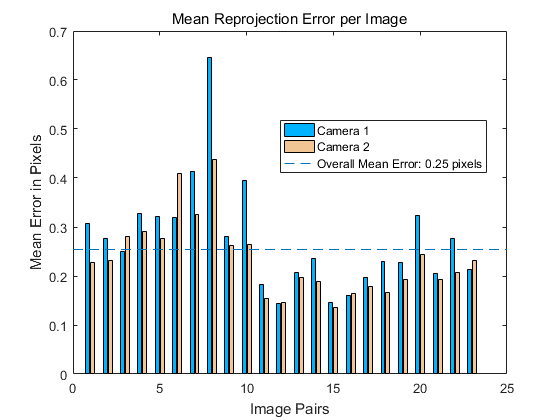 Mean Reprojection Error per Image
0.7
0.6
0.5
0.4
0.3
0.2
0.1
0
Mean Error in Pixels
Camera 1
Camera 2
Overall Mean Error: 0.25 pixels
0 5 10 15 20 25
Image Pairs